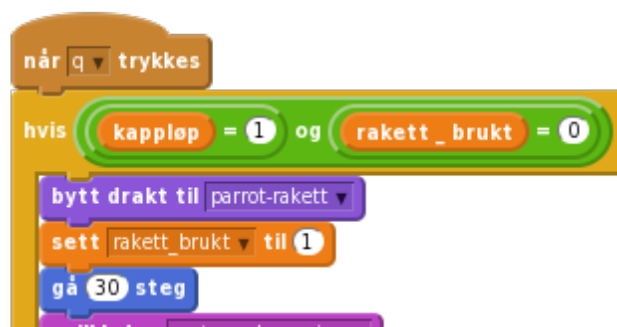 når q trykkes
hvis kappløp = 1 og rakett_brukt = 0
bytt drakt til parrot-rakett
sett rakett_brukt til 1
gå 30 steg